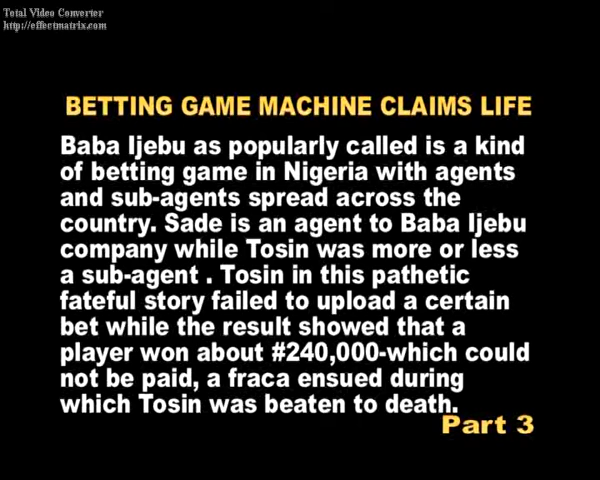 Total Video Converter
http://effectmatrix.com
BETTING GAME MACHINE CLAIMS LIFE
Baba Ijebu as popularly called is a kind
of betting game in Nigeria with agents
and sub-agents spread across the
country. Sade is an agent to Baba Ijebu
company while Tosin was more or less
a sub-agent . Tosin in this pathetic
fateful story failed to upload a certain
bet while the result showed that a
player won about #240,000-which could
not be paid, a fraca ensued during
which Tosin was beaten to death.
Part 3